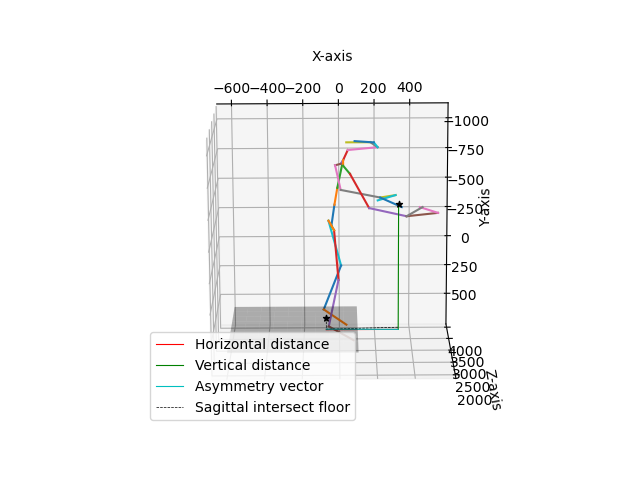 X-axis
−600 −400 −200 0 200 400
−1000
−750
−500
−250
Y-axis
0
250
500
4000
3500
3000
2500
2000
Z-axis
Horizontal distance
Vertical distance
Asymmetry vector
Sagittal intersect floor